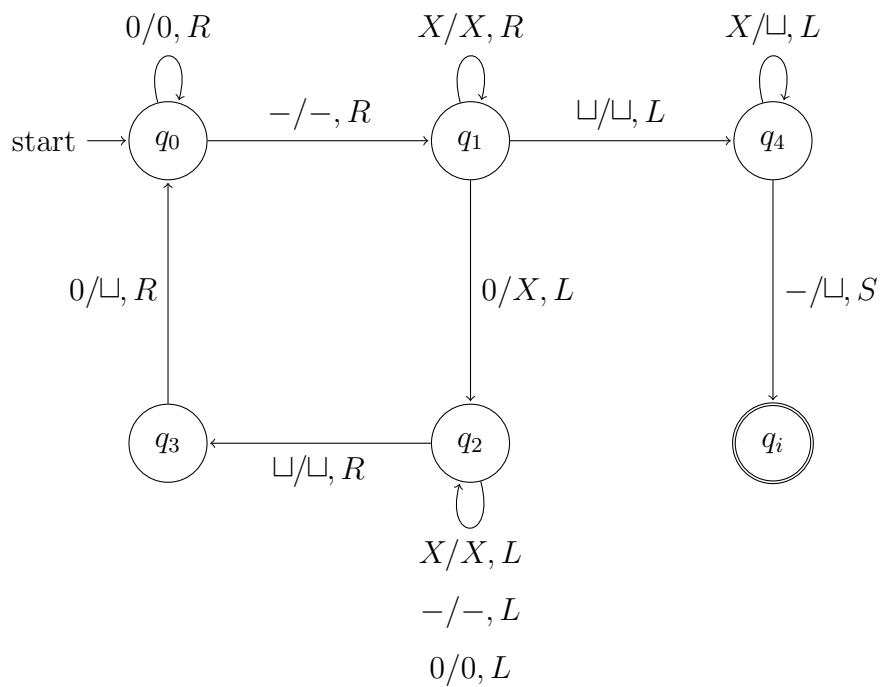 0/0, R
X/X, R
X/⊔, L
start
q₀
−/−, R
q₁
⊔/⊔, L
q₄
0/⊔, R
0/X, L
−/⊔, S
q₃
⊔/⊔, R
q₂
qᵢ
X/X, L
−/−, L
0/0, L